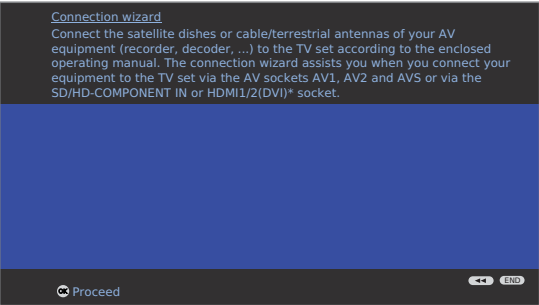 Connection wizard
Connect the satellite dishes or cable/terrestrial antennas of your AV
equipment (recorder, decoder, ...) to the TV set according to the enclosed
operating manual. The connection wizard assists you when you connect your
equipment to the TV set via the AV sockets AV1, AV2 and AVS or via the
SD/HD-COMPONENT IN or HDMI1/2(DVI)* socket.
END
OK Proceed